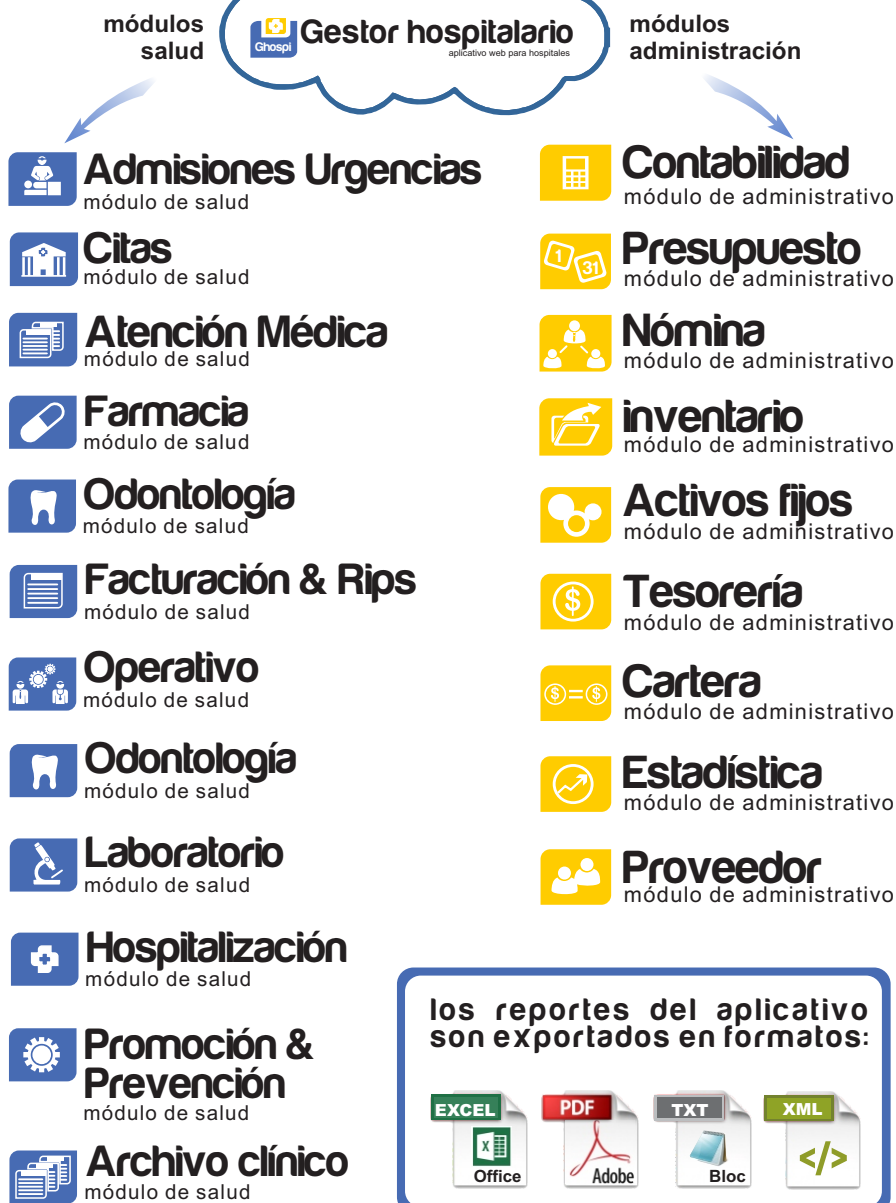 módulos
salud
Ghospi
Gestor hospitalario
aplicativo web para hospitales
módulos
administración
Admisiones Urgencias
módulo de salud
Citas
módulo de salud
Atención Médica
módulo de salud
Farmacia
módulo de salud
Odontología
módulo de salud
Facturación & Rips
módulo de salud
Operativo
módulo de salud
Odontología
módulo de salud
Laboratorio
módulo de salud
Hospitalización
módulo de salud
Promoción &
Prevención
módulo de salud
Archivo clínico
módulo de salud
Contabilidad
módulo de administrativo
1
31
Presupuesto
módulo de administrativo
Nómina
módulo de administrativo
inventario
módulo de administrativo
Activos fijos
módulo de administrativo
$
Tesorería
módulo de administrativo
$=$
Cartera
módulo de administrativo
Estadística
módulo de administrativo
Proveedor
módulo de administrativo
los reportes del aplicativo
son exportados en formatos:
EXCEL
X
Office
PDF
Adobe
TXT
Bloc
XML
</>